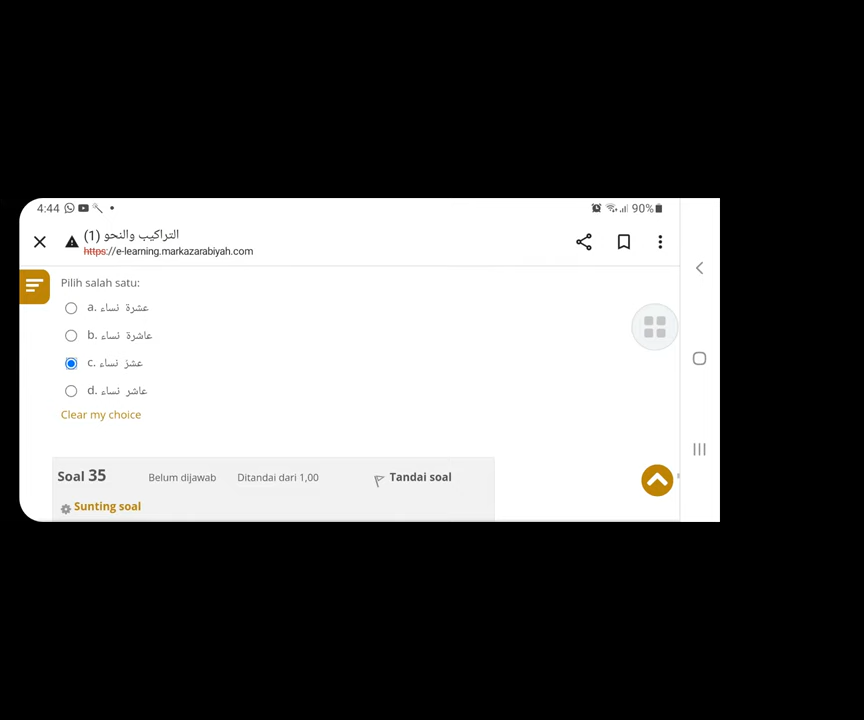 4:44
90%
التراكيب والنحو (1)
https://e-learning.markazarabiyah.com
Pilih salah satu:
a. عشرة نساء
b. عاشرة نساء
c. عشرُ نساء
d. عاشر نساء
Clear my choice
Soal 35 Belum dijawab Ditandai dari 1,00 Tandai soal
Sunting soal